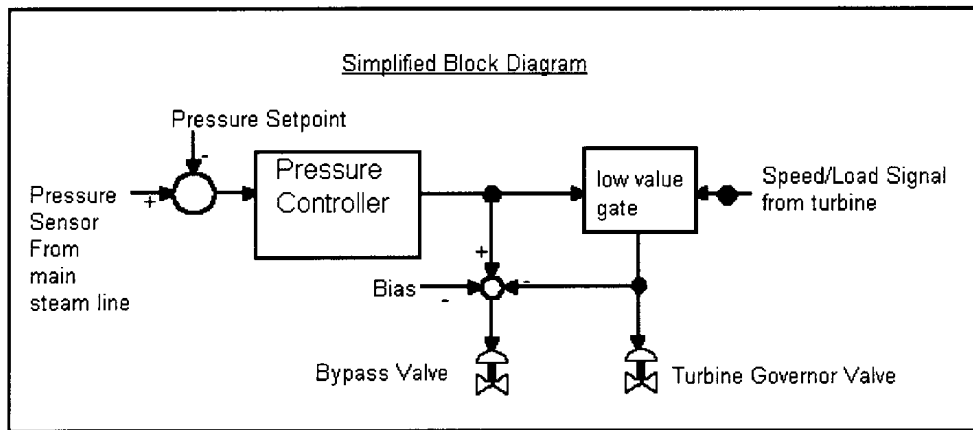 Simplified Block Diagram
Pressure Setpoint
-
Pressure
Controller
low value
gate
Speed/Load Signal
from turbine
+
Pressure
Sensor
From
main
steam line
+
Bias
-
-
Bypass Valve
Turbine Governor Valve